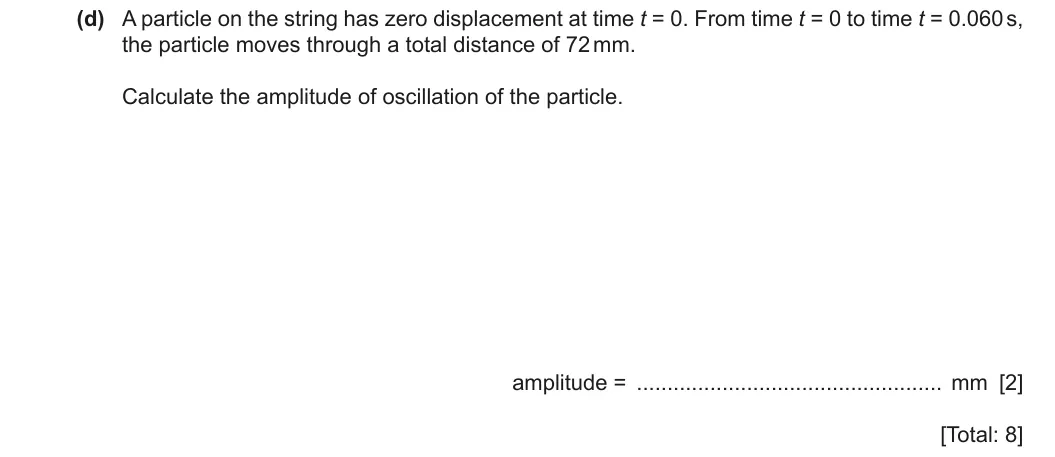 (d) A particle on the string has zero displacement at time t = 0. From time t = 0 to time t = 0.060 s,
the particle moves through a total distance of 72 mm.
Calculate the amplitude of oscillation of the particle.
amplitude = ................................................... mm [2]
[Total: 8]